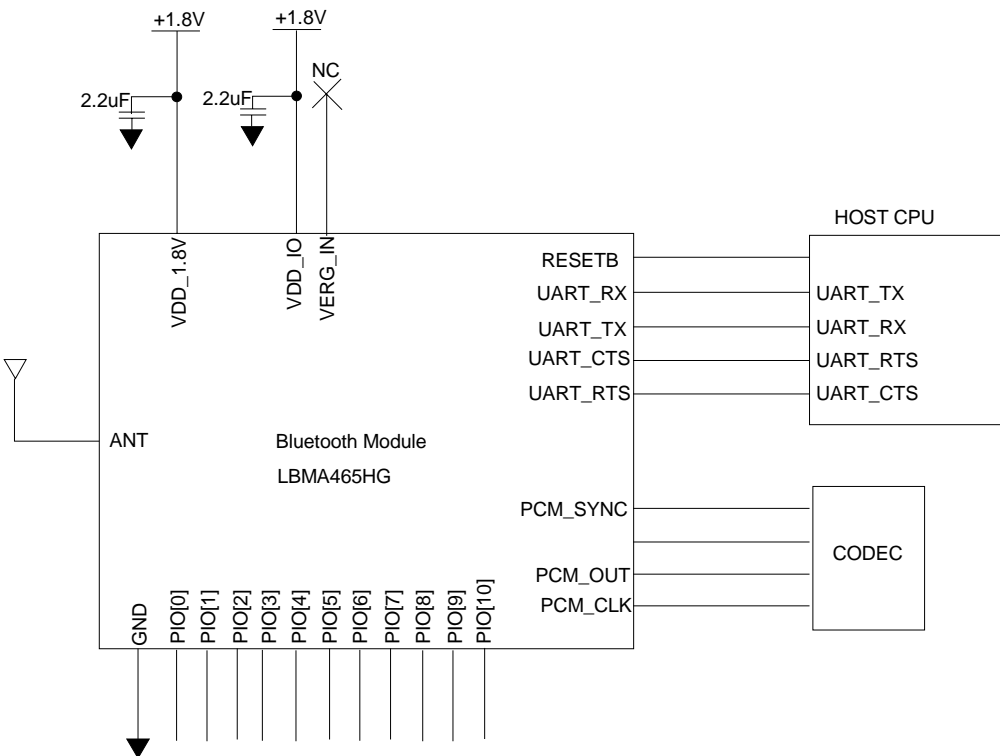 +1.8V
+1.8V
NC
2.2uF
2.2uF
HOST CPU
VDD_1.8V
VDD_IO
VERG_IN
RESETB
UART_RX
UART_TX
UART_TX
UART_RX
UART_CTS
UART_RTS
UART_RTS
UART_CTS
ANT
Bluetooth Module
LBMA465HG
PCM_SYNC
CODEC
PCM_OUT
PCM_CLK
GND
PIO[0]
PIO[1]
PIO[2]
PIO[3]
PIO[4]
PIO[5]
PIO[6]
PIO[7]
PIO[8]
PIO[9]
PIO[10]